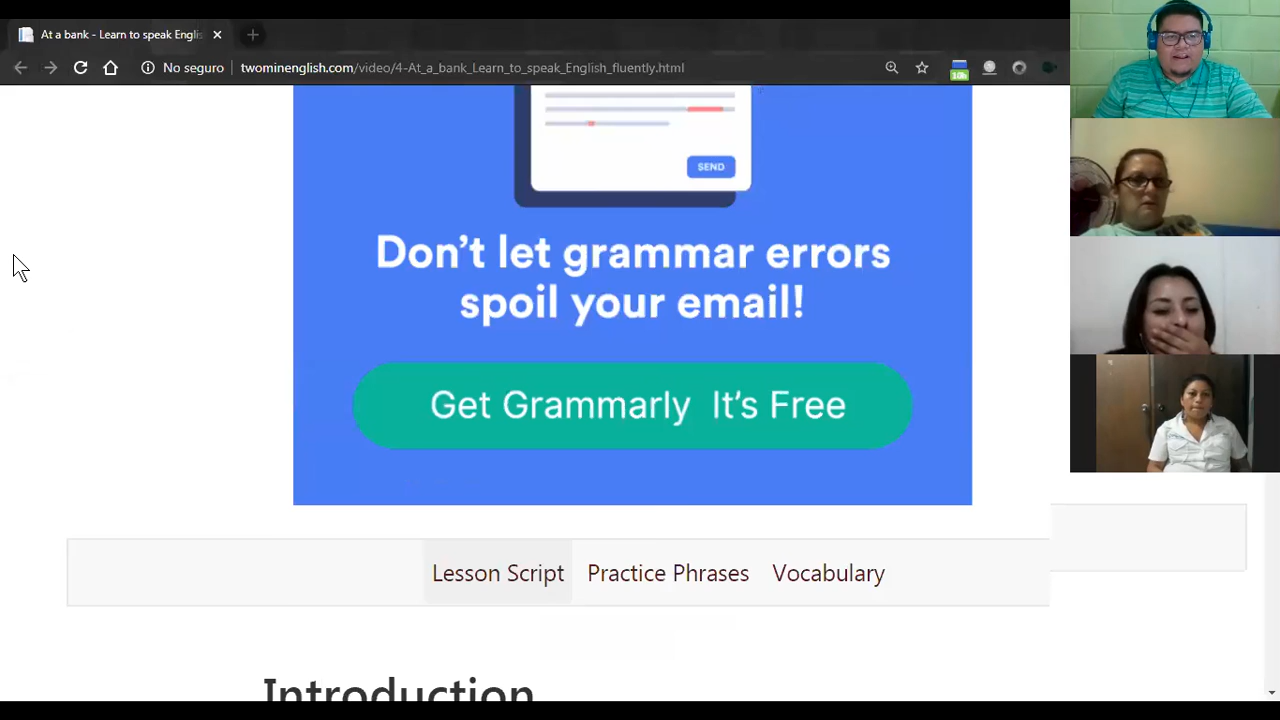 At a bank - Learn to speak Englis
No seguro
twominenglish.com/video/4-At_a_bank_Learn_to_speak_English_fluently.html
10k
SEND
Don't let grammar errors
spoil your email!
Get Grammarly It's Free
Lesson Script Practice Phrases Vocabulary
Introduction